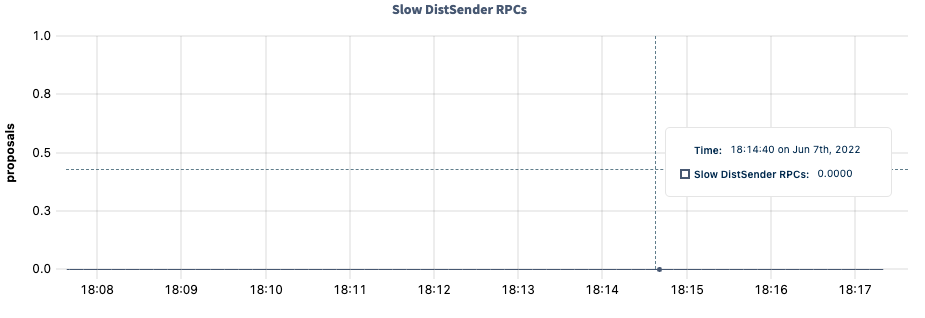 Slow DistSender RPCs
1.0
0.8
0.5
0.3
0.0
proposals
Time: 18:14:40 on Jun 7th, 2022
Slow DistSender RPCs: 0.0000
18:08 18:09 18:10 18:11 18:12 18:13 18:14 18:15 18:16 18:17